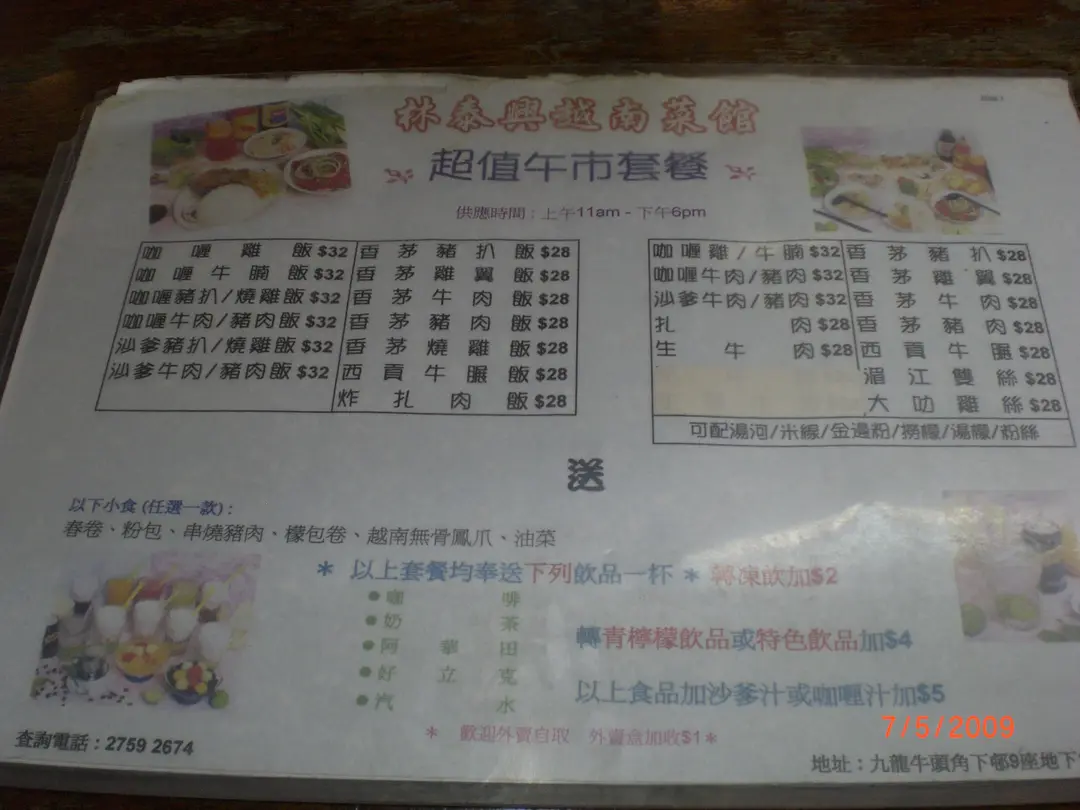 林泰興越南菜館
超值午市套餐
供應時間：上午11am - 下午6pm
咖喱雞飯 $32 香茅豬扒飯 $28
咖喱牛腩飯 $32 香茅雞翼飯 $28
咖喱豬扒/燒雞飯 $32 香茅牛肉飯 $28
咖喱牛肉/豬肉飯 $32 香茅豬肉飯 $28
沙爹豬扒/燒雞飯 $32 香茅燒雞飯 $28
沙爹牛肉/豬肉飯 $32 西貢牛𦟌飯 $28
炸扎肉飯 $28
咖喱雞/牛腩 $32 香茅豬扒 $28
咖喱牛肉/豬肉 $32 香茅雞翼 $28
沙爹牛肉/豬肉 $32 香茅牛肉 $28
扎肉 $28 香茅豬肉 $28
生牛肉 $28 西貢牛𦟌 $28
湄江雙絲 $28
大叻雞絲 $28
可配湯河/米線/金邊粉/撈檬/湯檬/粉絲
送
以下小食 (任選一款)：
春卷、粉包、串燒豬肉、檬包卷、越南無骨鳳爪、油菜
* 以上套餐均奉送下列飲品一杯 * 轉凍飲加$2
●咖啡
●奶茶
●阿華田
●好立克
●汽水
轉青檸檬飲品或特色飲品加$4
以上食品加沙爹汁或咖喱汁加$5
* 歡迎外賣自取 外賣盒加收$1 *
7/5/2009
查詢電話：2759 2674
地址：九龍牛頭角下邨9座地下